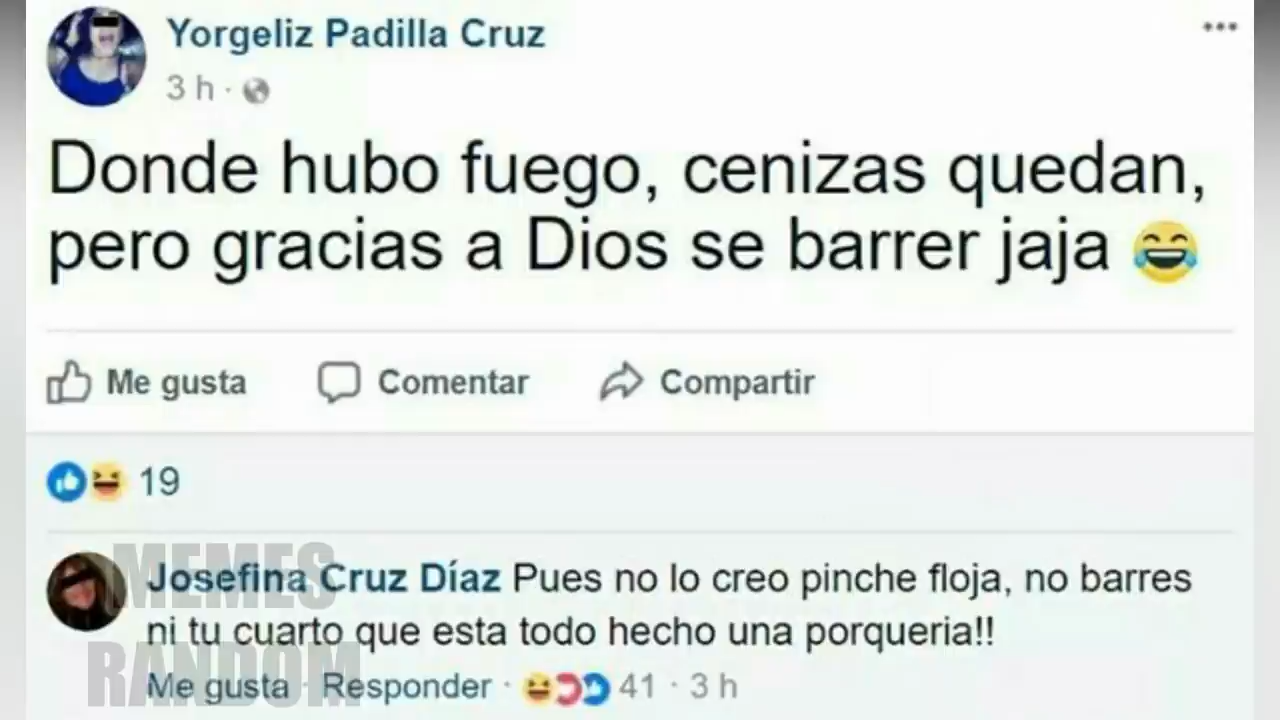 Yorgeliz Padilla Cruz
3 h ·
Donde hubo fuego, cenizas quedan,
pero gracias a Dios se barrer jaja 😂
Me gusta Comentar Compartir
19
Josefina Cruz Díaz Pues no lo creo pinche floja, no barres
ni tu cuarto que esta todo hecho una porqueria!!
Me gusta · Responder · 41 · 3 h
MEMES
RANDOM